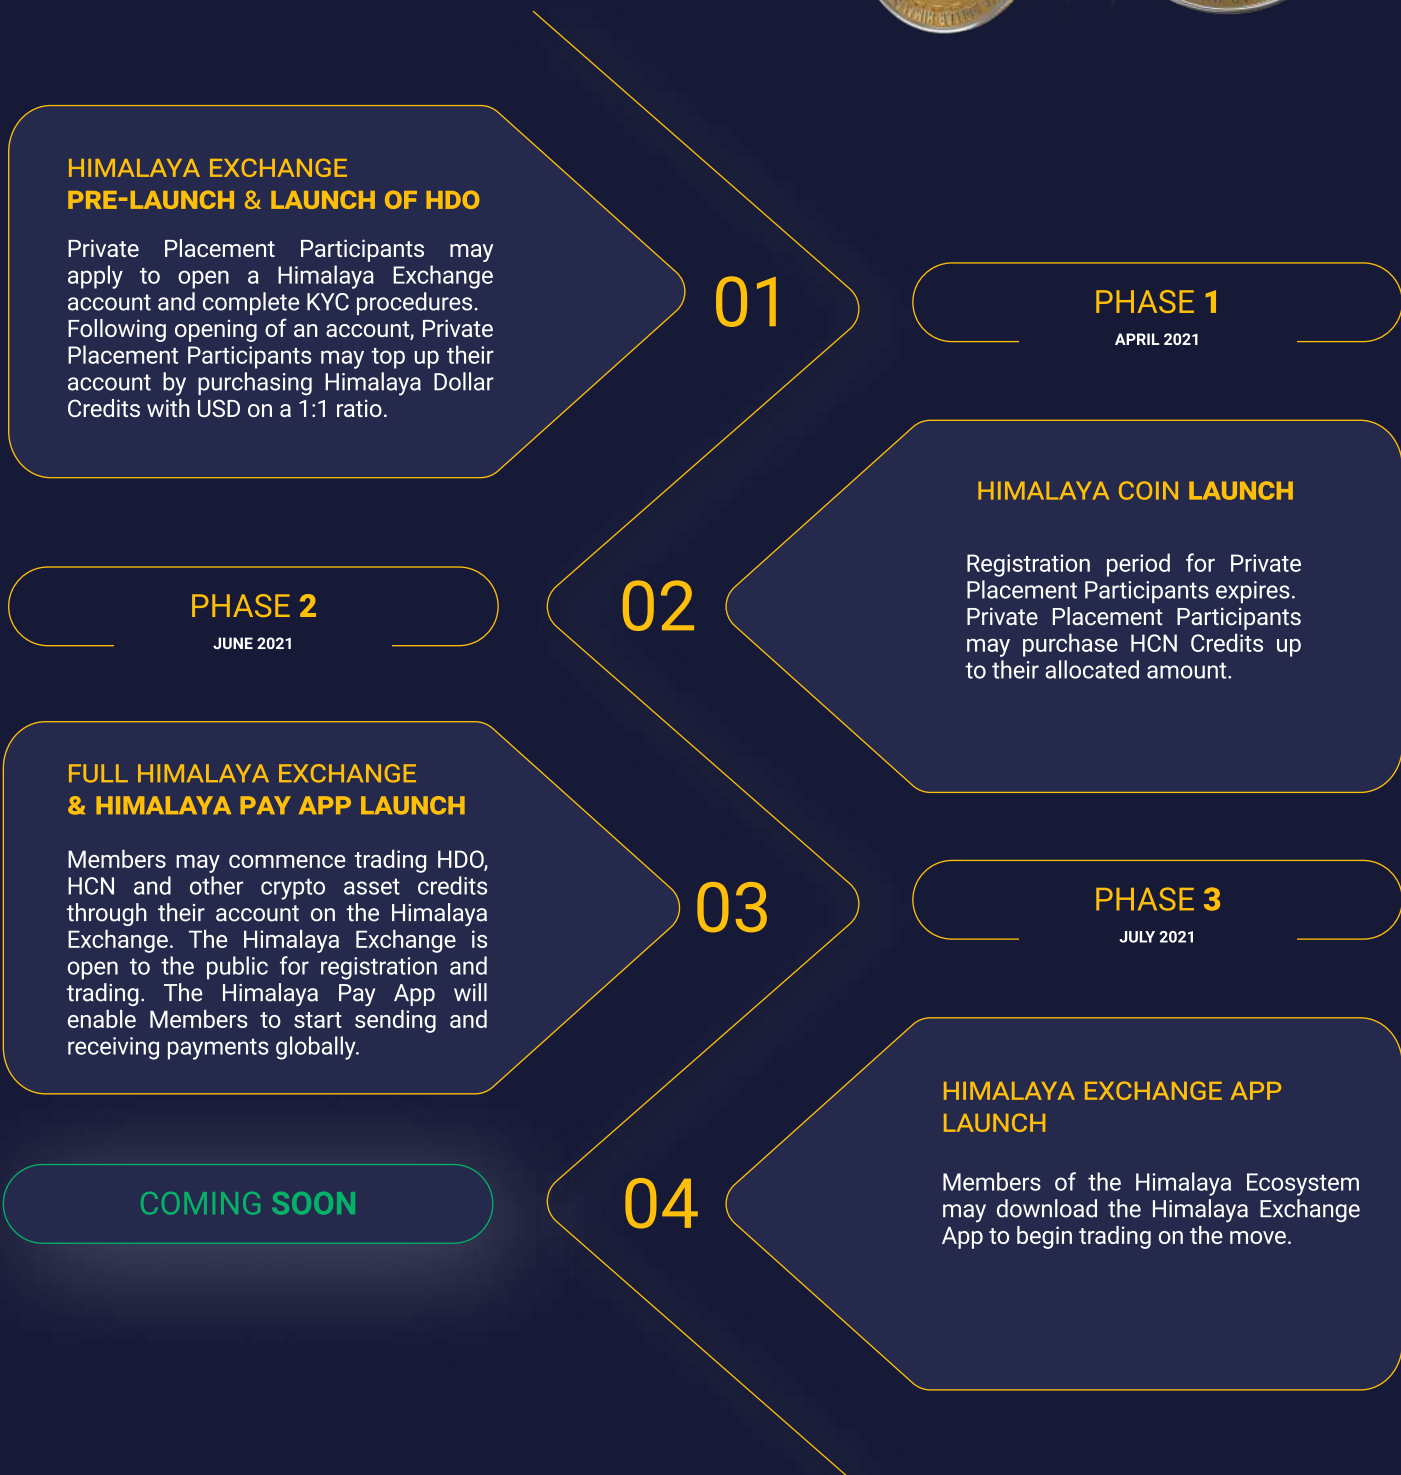 HIMALAYA EXCHANGE
PRE-LAUNCH & LAUNCH OF HDO
Private Placement Participants may
apply to open a Himalaya Exchange
account and complete KYC procedures.
Following opening of an account, Private
Placement Participants may top up their
account by purchasing Himalaya Dollar
Credits with USD on a 1:1 ratio.
01
PHASE 1
APRIL 2021
PHASE 2
JUNE 2021
02
HIMALAYA COIN LAUNCH
Registration period for Private
Placement Participants expires.
Private Placement Participants
may purchase HCN Credits up
to their allocated amount.
FULL HIMALAYA EXCHANGE
& HIMALAYA PAY APP LAUNCH
Members may commence trading HDO,
HCN and other crypto asset credits
through their account on the Himalaya
Exchange. The Himalaya Exchange is
open to the public for registration and
trading. The Himalaya Pay App will
enable Members to start sending and
receiving payments globally.
03
PHASE 3
JULY 2021
COMING SOON
04
HIMALAYA EXCHANGE APP
LAUNCH
Members of the Himalaya Ecosystem
may download the Himalaya Exchange
App to begin trading on the move.